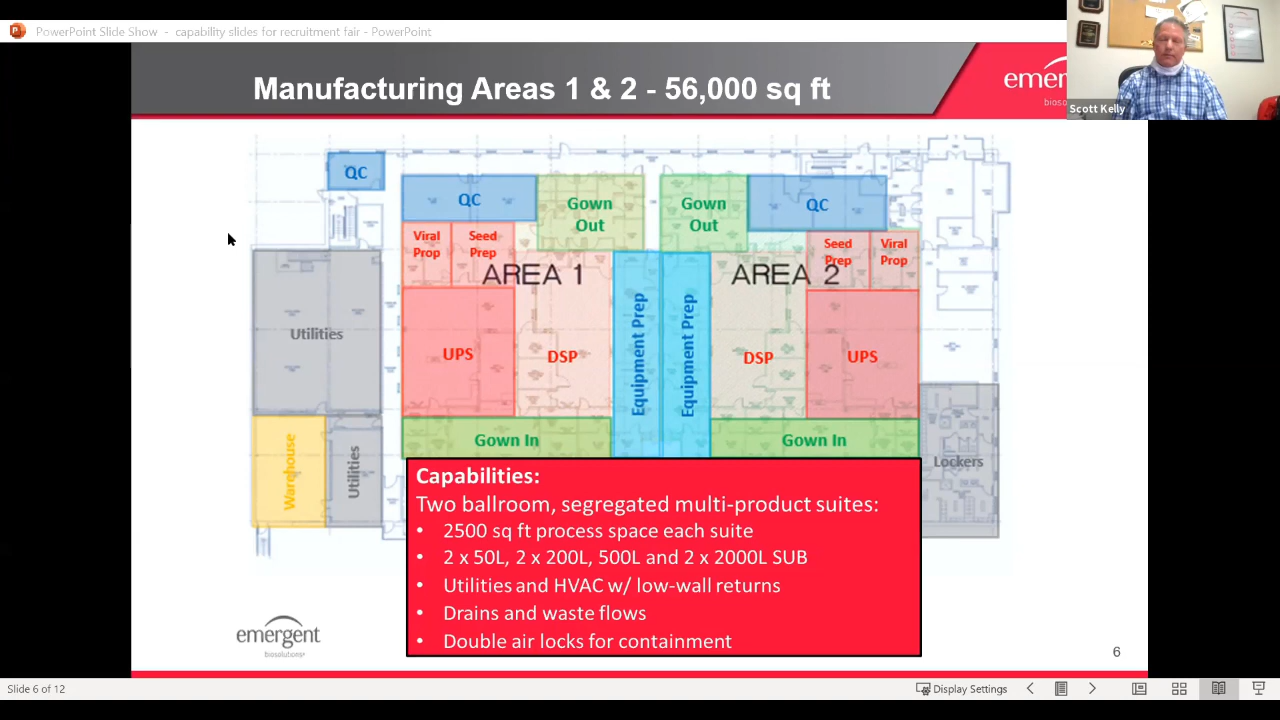 PowerPoint Slide Show - capability slides for recruitment fair - PowerPoint
Manufacturing Areas 1 & 2 - 56,000 sq ft
Scott Kelly
QC
QC
Gown
Out
Gown
Out
QC
Viral
Prop
Seed
Prep
Seed
Prep
Viral
Prop
AREA 1
AREA 2
Utilities
UPS
DSP
Equipment Prep
Equipment Prep
DSP
UPS
Gown In
Gown In
Warehouse
Utilities
Lockers
Capabilities:
Two ballroom, segregated multi-product suites:
• 2500 sq ft process space each suite
• 2 x 50L, 2 x 200L, 500L and 2 x 2000L SUB
• Utilities and HVAC w/ low-wall returns
• Drains and waste flows
• Double air locks for containment
emergent
biosolutions
6
Slide 6 of 12
Display Settings